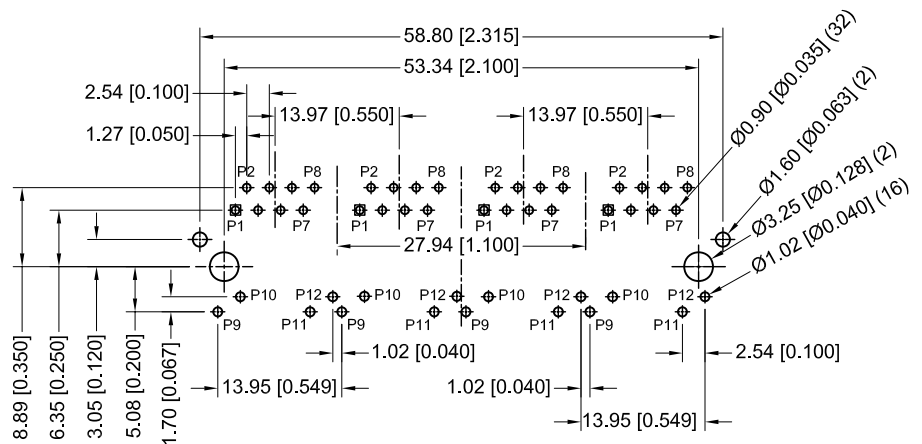 58.80 [2.315]
53.34 [2.100]
2.54 [0.100]
13.97 [0.550]
13.97 [0.550]
1.27 [0.050]
Ø0.90 [Ø0.035] (32)
Ø1.60 [Ø0.063] (2)
Ø3.25 [Ø0.128] (2)
Ø1.02 [Ø0.040] (16)
P2 P8 P2 P8 P2 P8 P2 P8
P1 P7 P1 P7 P1 P7 P1 P7
27.94 [1.100]
P10 P12 P10 P12 P10 P12 P10 P12
P9 P11 P9 P11 P9 P11 P9 P11
1.02 [0.040]
1.02 [0.040]
2.54 [0.100]
13.95 [0.549]
13.95 [0.549]
8.89 [0.350]
6.35 [0.250]
3.05 [0.120]
5.08 [0.200]
1.70 [0.067]